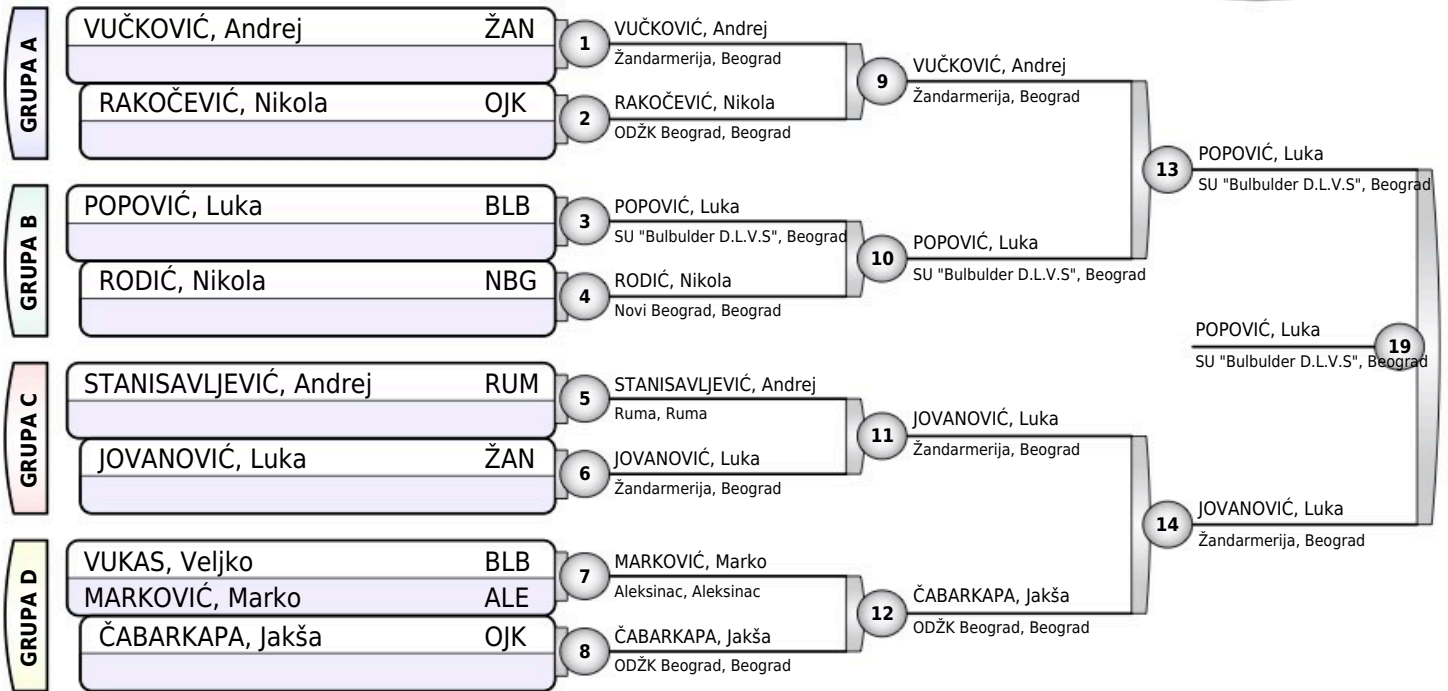 GRUPA A
VUČKOVIĆ, Andrej ŽAN
RAKOČEVIĆ, Nikola OJK
1
VUČKOVIĆ, Andrej
Žandarmerija, Beograd
2
RAKOČEVIĆ, Nikola
ODŽK Beograd, Beograd
9
VUČKOVIĆ, Andrej
Žandarmerija, Beograd
GRUPA B
POPOVIĆ, Luka BLB
RODIĆ, Nikola NBG
3
POPOVIĆ, Luka
SU "Bulbulder D.L.V.S", Beograd
4
RODIĆ, Nikola
Novi Beograd, Beograd
10
POPOVIĆ, Luka
SU "Bulbulder D.L.V.S", Beograd
13
POPOVIĆ, Luka
SU "Bulbulder D.L.V.S", Beograd
GRUPA C
STANISAVLJEVIĆ, Andrej RUM
JOVANOVIĆ, Luka ŽAN
5
STANISAVLJEVIĆ, Andrej
Ruma, Ruma
6
JOVANOVIĆ, Luka
Žandarmerija, Beograd
11
JOVANOVIĆ, Luka
Žandarmerija, Beograd
GRUPA D
VUKAS, Veljko BLB
MARKOVIĆ, Marko ALE
ČABARKAPA, Jakša OJK
7
MARKOVIĆ, Marko
Aleksinac, Aleksinac
8
ČABARKAPA, Jakša
ODŽK Beograd, Beograd
12
ČABARKAPA, Jakša
ODŽK Beograd, Beograd
14
JOVANOVIĆ, Luka
Žandarmerija, Beograd
POPOVIĆ, Luka
SU "Bulbulder D.L.V.S", Beograd
19